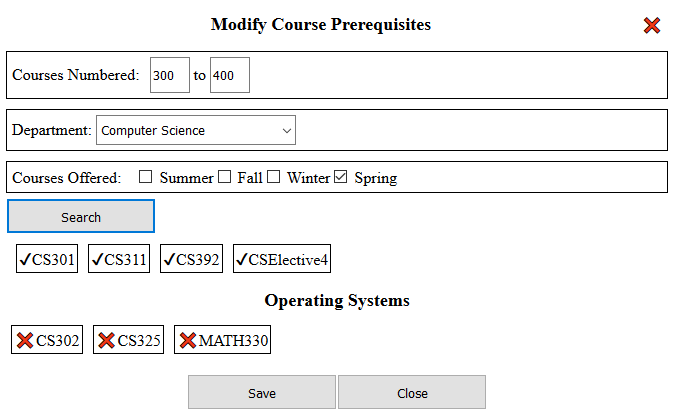 Modify Course Prerequisites
Courses Numbered: 300 to 400
Department: Computer Science
Courses Offered: Summer Fall Winter Spring
Search
CS301 CS311 CS392 CSElective4
Operating Systems
CS302 CS325 MATH330
Save Close